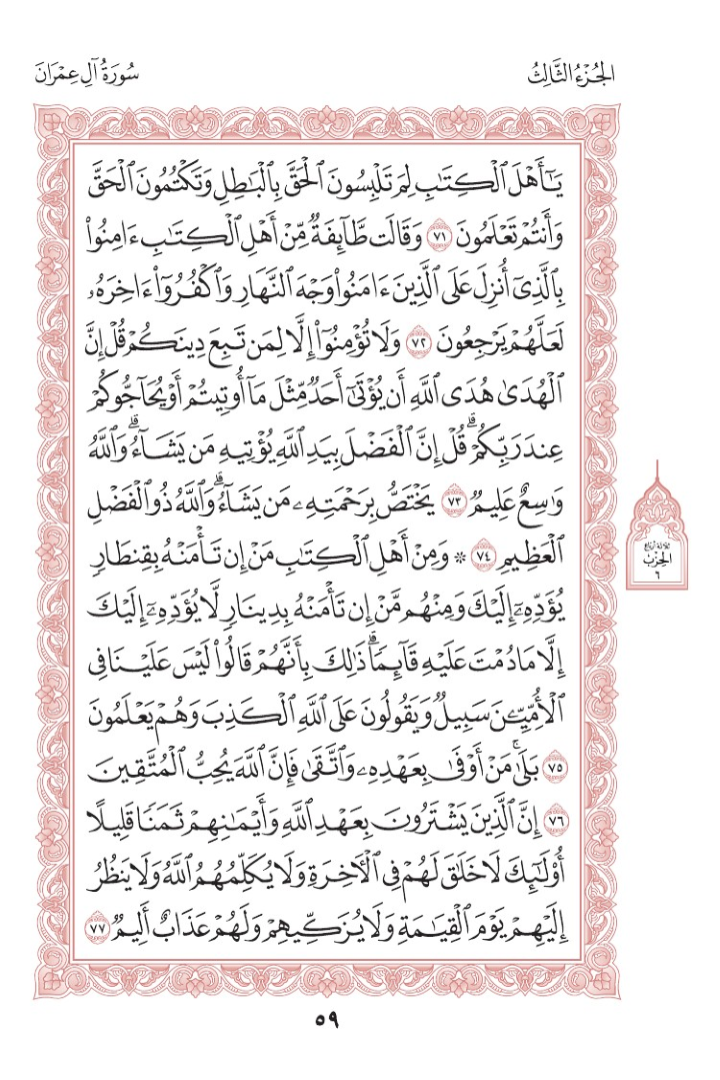 الجُزْءُ الثَّالِثُ
سُورَةُ آلِ عِمْرَانَ
يَـٰٓأَهْلَ ٱلْكِتَـٰبِ لِمَ تَلْبِسُونَ ٱلْحَقَّ بِٱلْبَـٰطِلِ وَتَكْتُمُونَ ٱلْحَقَّ
وَأَنتُمْ تَعْلَمُونَ ٧١ وَقَالَت طَّآئِفَةٌ مِّنْ أَهْلِ ٱلْكِتَـٰبِ ءَامِنُوا۟
بِٱلَّذِىٓ أُنزِلَ عَلَى ٱلَّذِينَ ءَامَنُوا۟ وَجْهَ ٱلنَّهَارِ وَٱكْفُرُوٓا۟ ءَاخِرَهُۥ
لَعَلَّهُمْ يَرْجِعُونَ ٧٢ وَلَا تُؤْمِنُوٓا۟ إِلَّا لِمَن تَبِعَ دِينَكُمْ قُلْ إِنَّ
ٱلْهُدَىٰ هُدَى ٱللَّهِ أَن يُؤْتَىٰٓ أَحَدٌ مِّثْلَ مَآ أُوتِيتُمْ أَوْ يُحَآجُّوكُمْ
عِندَ رَبِّكُمْ ۗ قُلْ إِنَّ ٱلْفَضْلَ بِيَدِ ٱللَّهِ يُؤْتِيهِ مَن يَشَآءُ ۗ وَٱللَّهُ
وَٰسِعٌ عَلِيمٌ ٧٣ يَخْتَصُّ بِرَحْمَتِهِۦ مَن يَشَآءُ ۗ وَٱللَّهُ ذُو ٱلْفَضْلِ
ٱلْعَظِيمِ ٧٤ ۞ وَمِنْ أَهْلِ ٱلْكِتَـٰبِ مَنْ إِن تَأْمَنْهُ بِقِنطَارٍ
يُؤَدِّهِۦٓ إِلَيْكَ وَمِنْهُم مَّنْ إِن تَأْمَنْهُ بِدِينَارٍ لَّا يُؤَدِّهِۦٓ إِلَيْكَ
إِلَّا مَا دُمْتَ عَلَيْهِ قَآئِمًا ۗ ذَٰلِكَ بِأَنَّهُمْ قَالُوا۟ لَيْسَ عَلَيْنَا فِى
ٱلْأُمِّيِّـۧنَ سَبِيلٌ وَيَقُولُونَ عَلَى ٱللَّهِ ٱلْكَذِبَ وَهُمْ يَعْلَمُونَ
٧٥ بَلَىٰ ۚ مَنْ أَوْفَىٰ بِعَهْدِهِۦ وَٱتَّقَىٰ فَإِنَّ ٱللَّهَ يُحِبُّ ٱلْمُتَّقِينَ
٧٦ إِنَّ ٱلَّذِينَ يَشْتَرُونَ بِعَهْدِ ٱللَّهِ وَأَيْمَـٰنِهِمْ ثَمَنًا قَلِيلًا
أُو۟لَـٰٓئِكَ لَا خَلَـٰقَ لَهُمْ فِى ٱلْـَٔاخِرَةِ وَلَا يُكَلِّمُهُمُ ٱللَّهُ وَلَا يَنظُرُ
إِلَيْهِمْ يَوْمَ ٱلْقِيَـٰمَةِ وَلَا يُزَكِّيهِمْ وَلَهُمْ عَذَابٌ أَلِيمٌ ٧٧
ثلاثة أرباع
الحِزْب
٦
٥٩